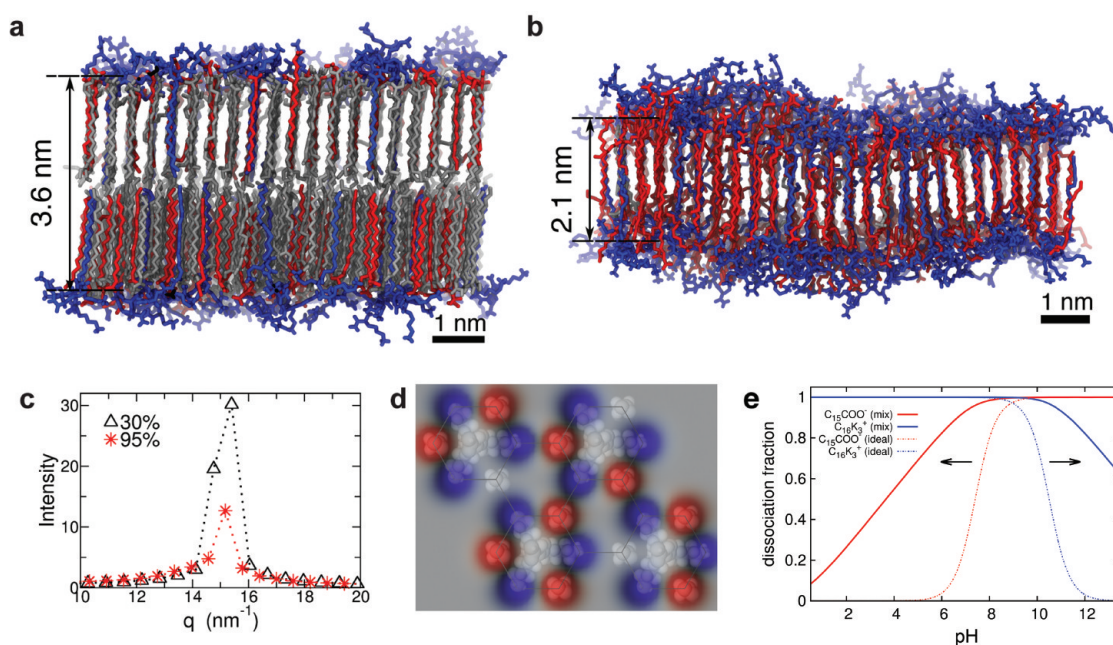 a
3.6 nm
1 nm
b
2.1 nm
1 nm
c
Intensity
30
20
10
0
30%
95%
10 12 14 16 18 20
q (nm⁻¹)
d
e
dissociation fraction
1
0.8
0.6
0.4
0.2
0
C₁₅COO⁻ (mix)
C₁₆K₃⁺ (mix)
C₁₅COO⁻ (ideal)
C₁₆K₃⁺ (ideal)
2 4 6 8 10 12
pH